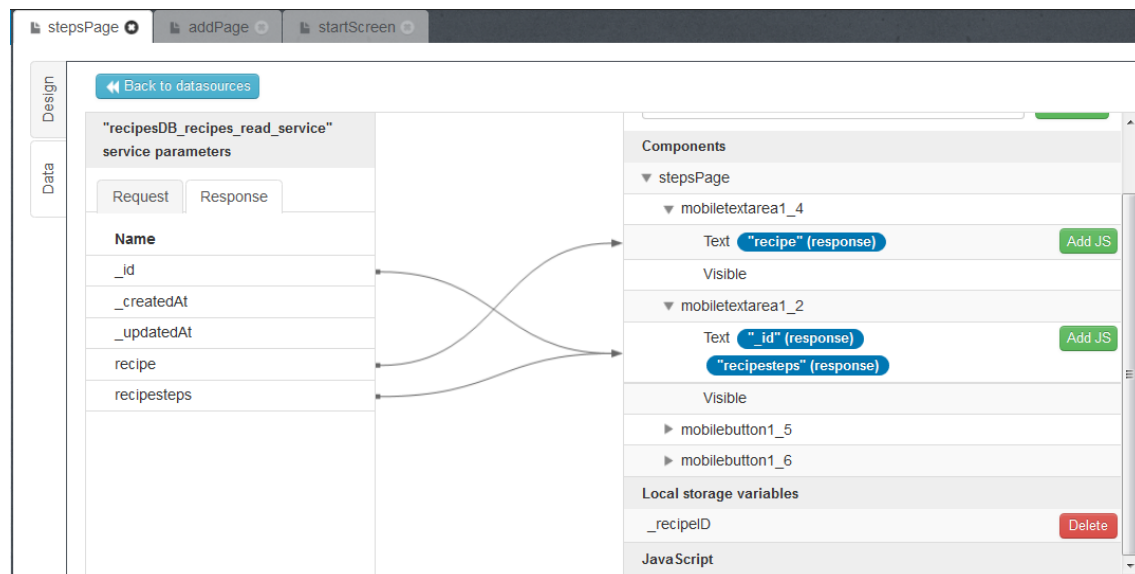 stepsPage
addPage
startScreen
Design
Data
Back to datasources
"recipesDB_recipes_read_service"
service parameters
Request
Response
Name
_id
_createdAt
_updatedAt
recipe
recipesteps
Components
stepsPage
mobiletextarea1_4
Text "recipe" (response) Add JS
Visible
mobiletextarea1_2
Text "_id" (response) Add JS
"recipesteps" (response)
Visible
mobilebutton1_5
mobilebutton1_6
Local storage variables
_recipeID Delete
JavaScript